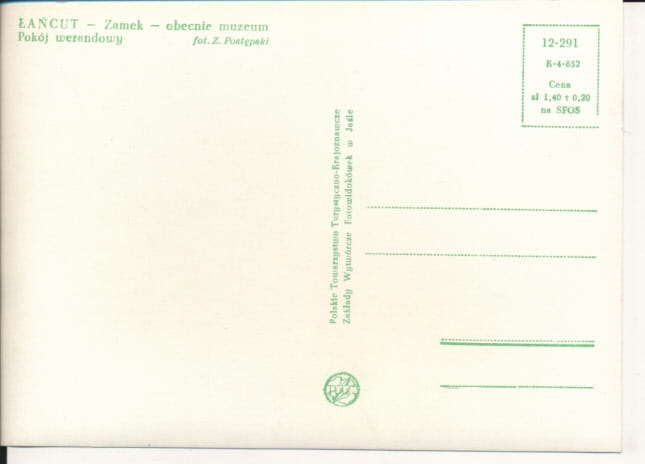 ŁAŃCUT — Zamek — obecnie muzeum
Pokój werandowy
fot. Z. Postępski
12-291
K-4-652
Cena
zł 1,40 + 0,20
na SFOS
Polskie Towarzystwo Turystyczno-Krajoznawcze
Zakłady Wytwórcze Fotowidokówek w Jaśle